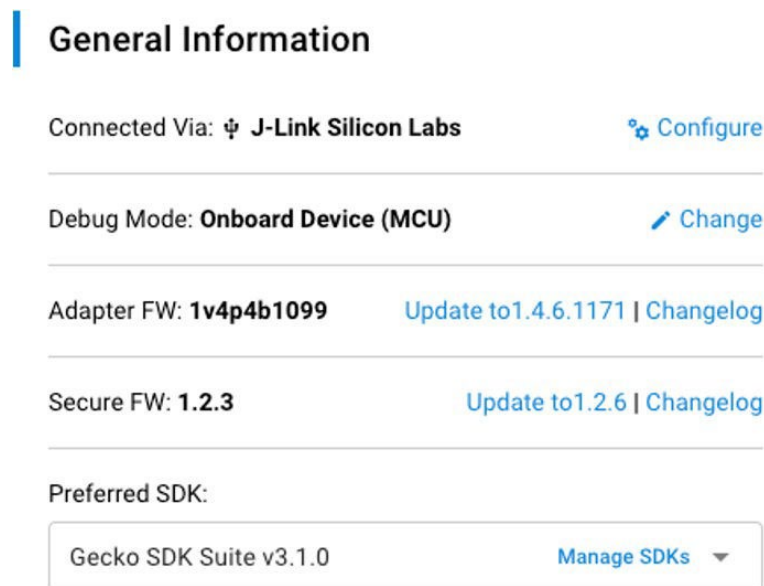 General Information
Connected Via: J-Link Silicon Labs Configure
Debug Mode: Onboard Device (MCU) Change
Adapter FW: 1v4p4b1099 Update to1.4.6.1171 | Changelog
Secure FW: 1.2.3 Update to1.2.6 | Changelog
Preferred SDK:
Gecko SDK Suite v3.1.0 Manage SDKs